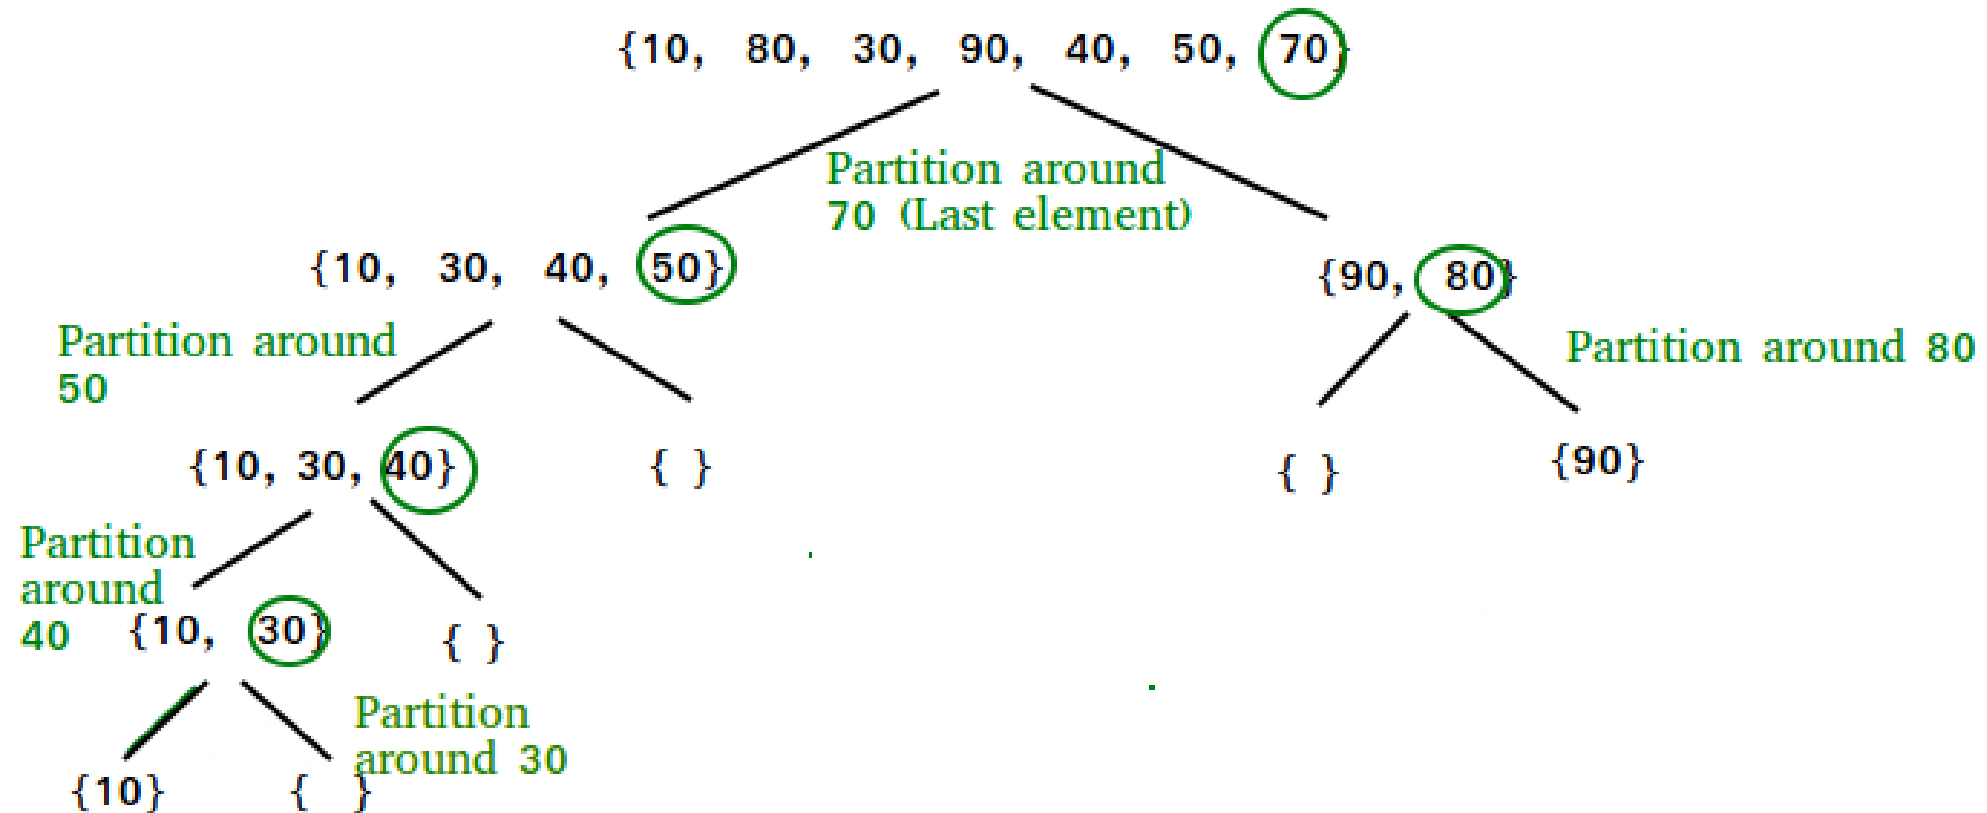 {10, 80, 30, 90, 40, 50, 70}
Partition around
70 (Last element)
{10, 30, 40, 50}
{90, 80}
Partition around
50
Partition around 80
{10, 30, 40}
{ }
{ }
{90}
Partition
around
40
{10, 30}
{ }
Partition
around 30
{10}
{ }